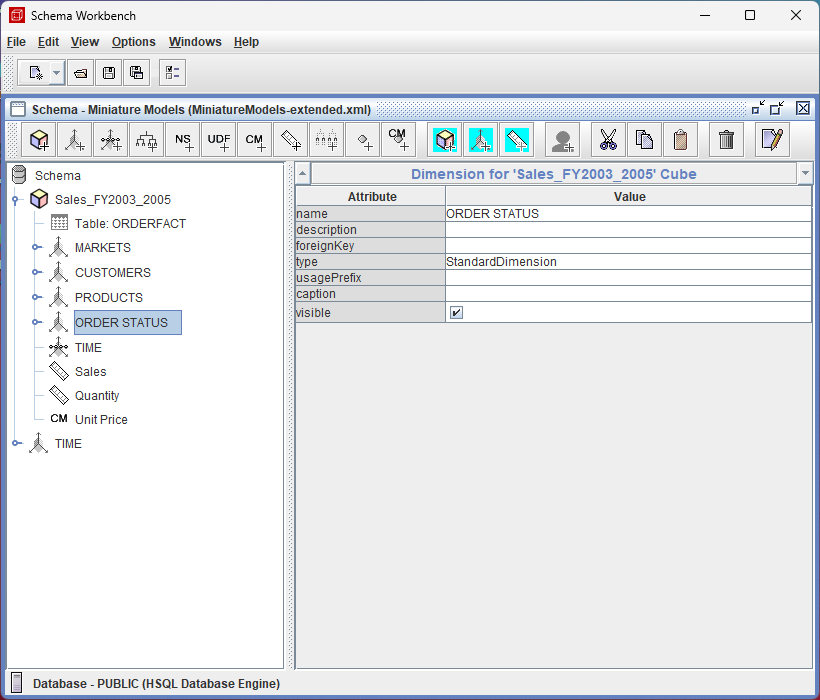 Schema Workbench
File Edit View Options Windows Help
Schema - Miniature Models (MiniatureModels-extended.xml)
NS UDF CM CM
Schema
Sales_FY2003_2005
Table: ORDERFACT
MARKETS
CUSTOMERS
PRODUCTS
ORDER STATUS
TIME
Sales
Quantity
CM Unit Price
TIME
Dimension for 'Sales_FY2003_2005' Cube
Attribute Value
name ORDER STATUS
description
foreignKey
type StandardDimension
usagePrefix
caption
visible
Database - PUBLIC (HSQL Database Engine)